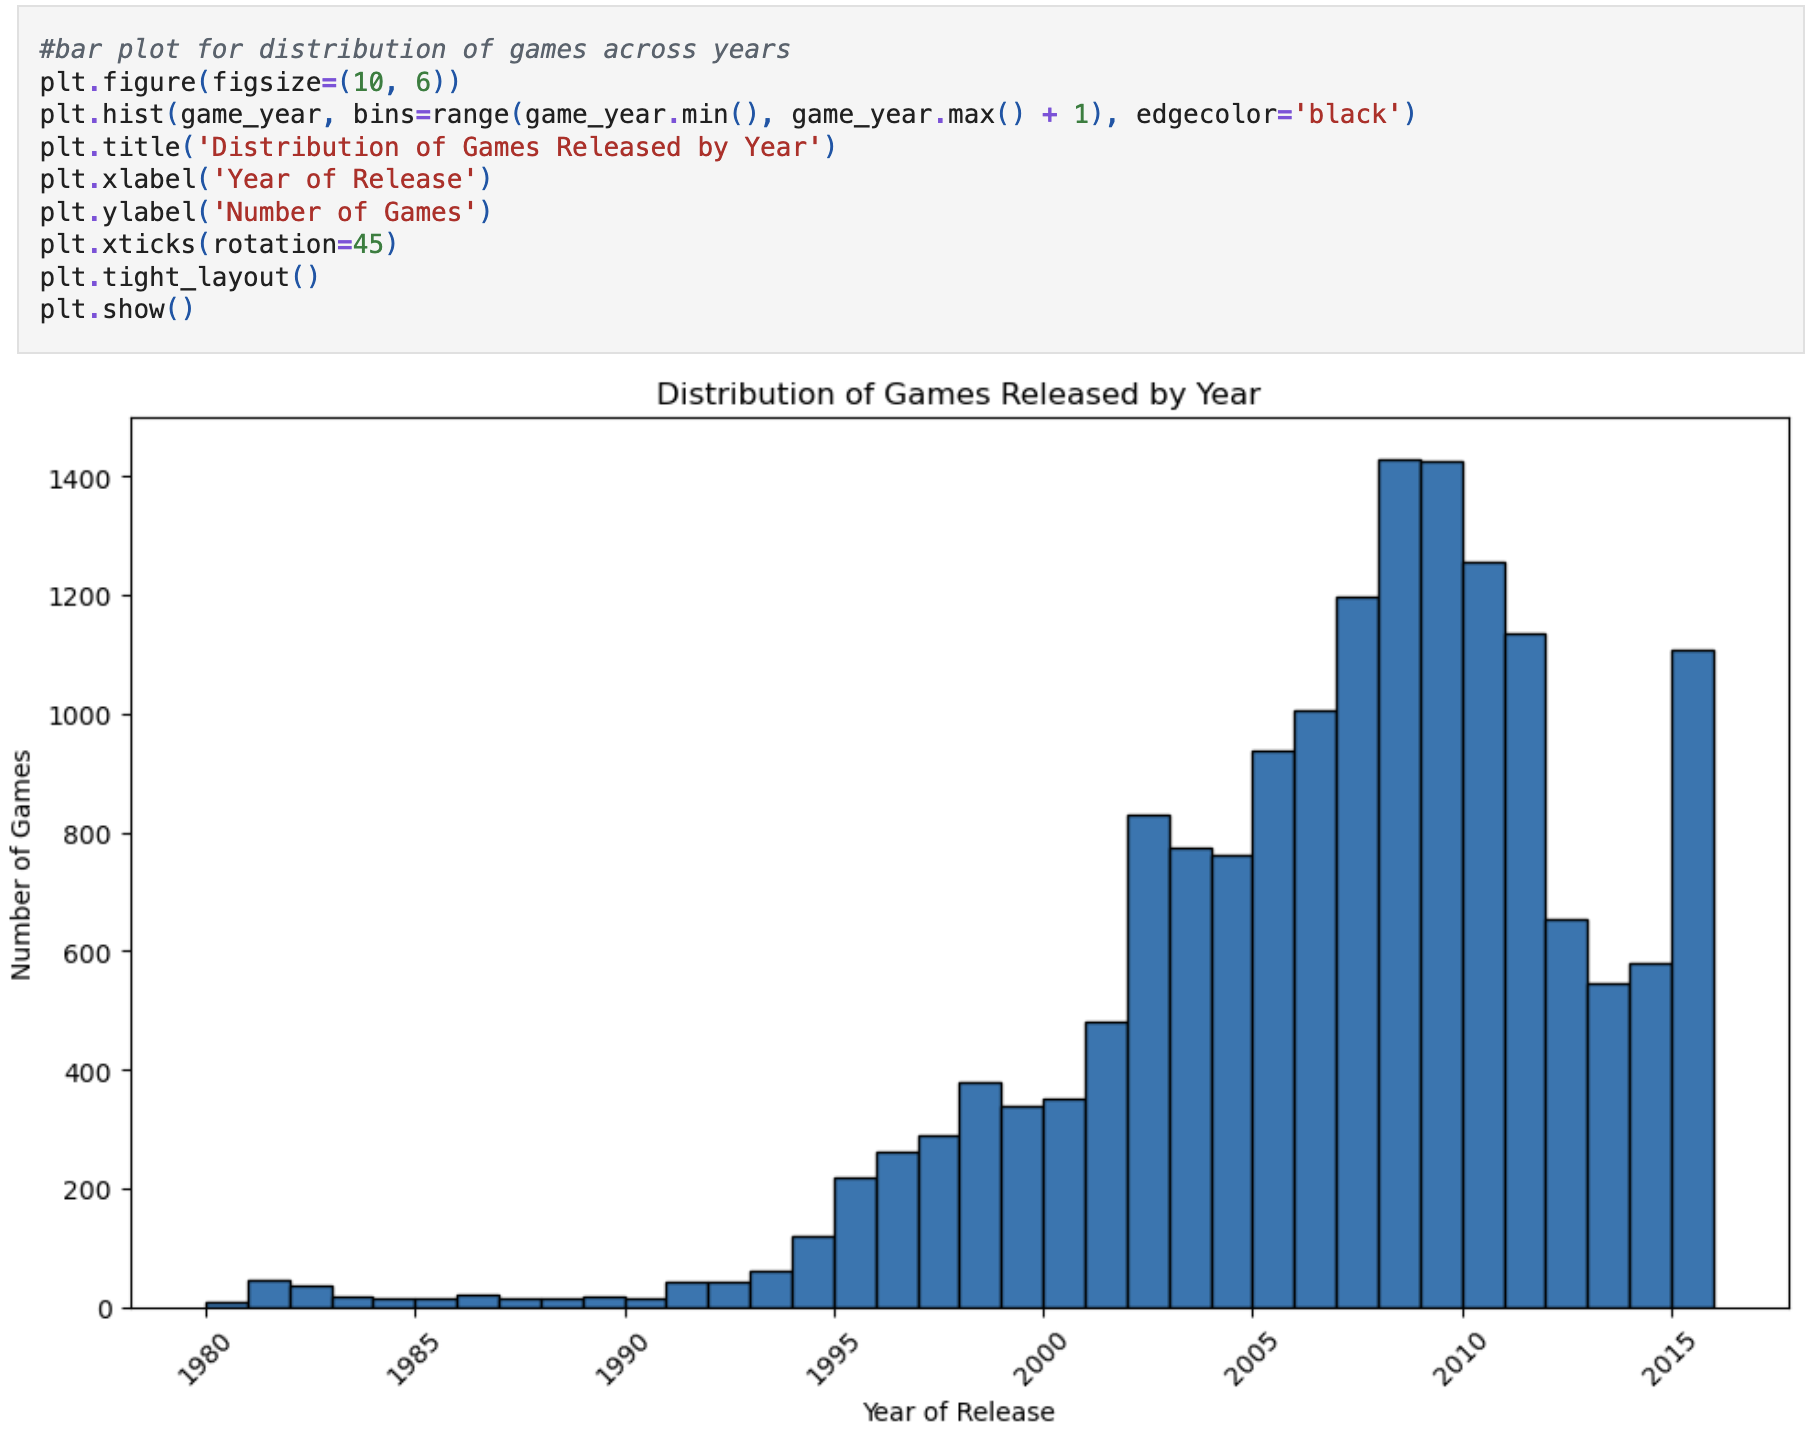 #bar plot for distribution of games across years
plt.figure(figsize=(10, 6))
plt.hist(game_year, bins=range(game_year.min(), game_year.max() + 1), edgecolor='black')
plt.title('Distribution of Games Released by Year')
plt.xlabel('Year of Release')
plt.ylabel('Number of Games')
plt.xticks(rotation=45)
plt.tight_layout()
plt.show()
Distribution of Games Released by Year
Number of Games
1400
1200
1000
800
600
400
200
0
1980 1985 1990 1995 2000 2005 2010 2015
Year of Release